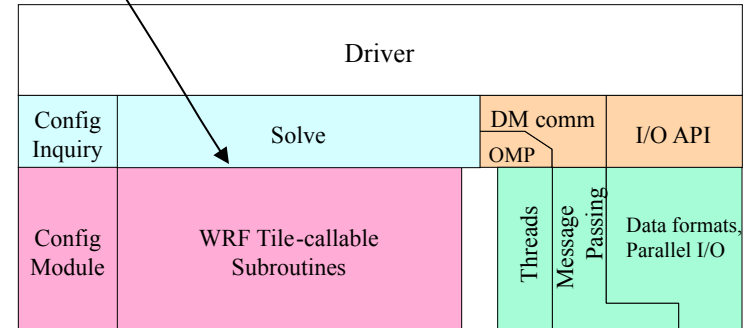 Driver
Config
Inquiry
Solve
DM comm
OMP
I/O API
Config
Module
WRF Tile-callable
Subroutines
Threads
Message
Passing
Data formats,
Parallel I/O